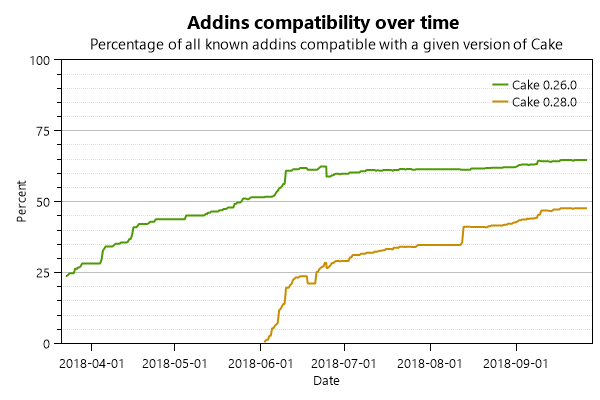 Addins compatibility over time
Percentage of all known addins compatible with a given version of Cake
100
Cake 0.26.0
Cake 0.28.0
75
Percent
50
25
0
2018-04-01 2018-05-01 2018-06-01 2018-07-01 2018-08-01 2018-09-01
Date